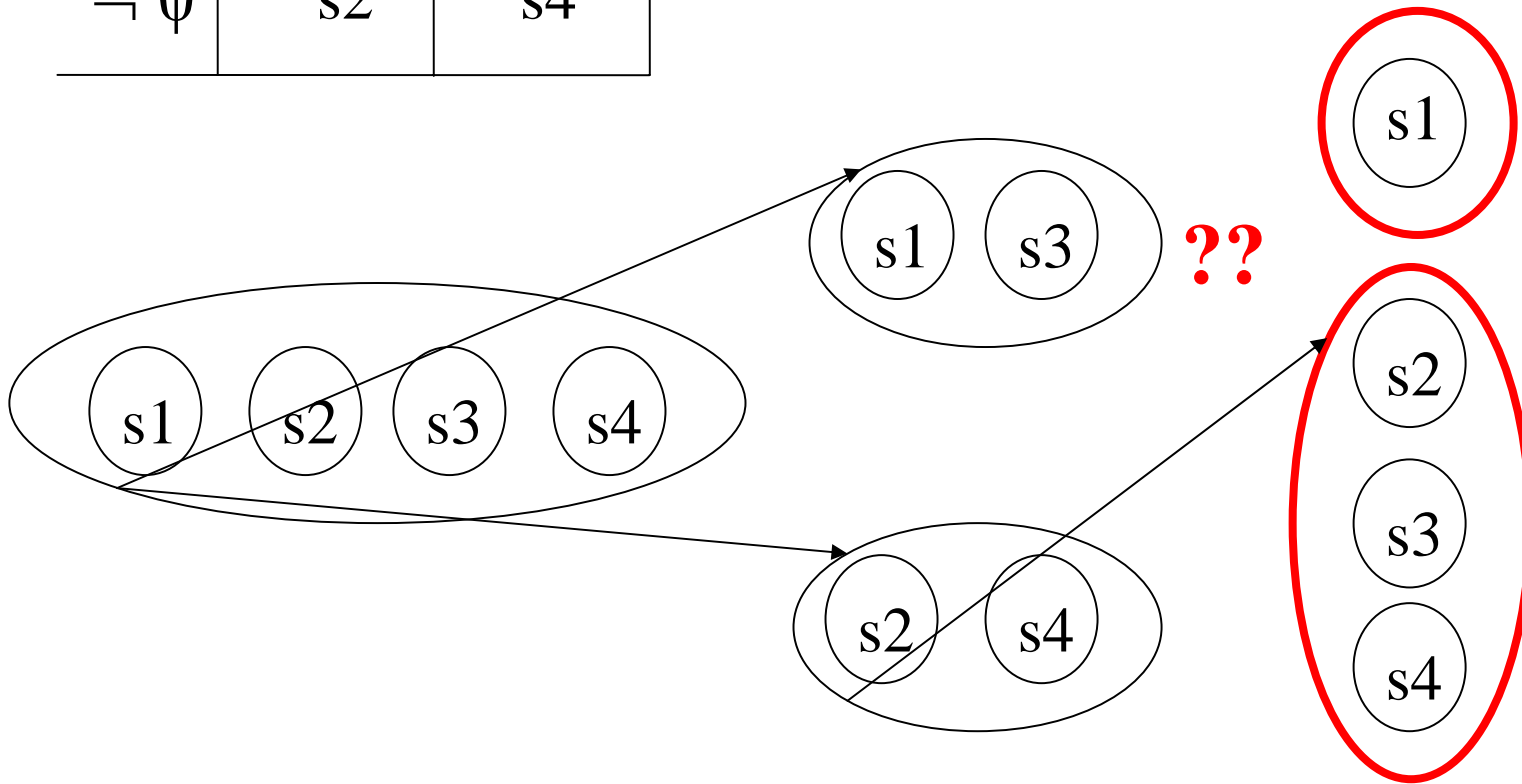 ¬ ψ s2 s4
s1
s1 s3 ??
s1 s2 s3 s4
s2
s3
s2 s4
s4